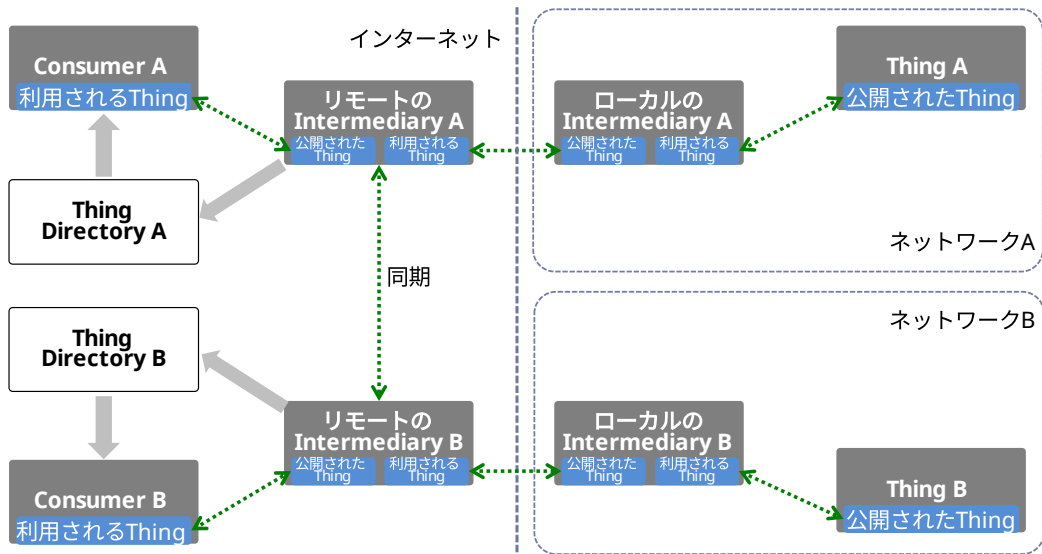 インターネット
Consumer A
利用されるThing
リモートの
Intermediary A
公開された
Thing
利用される
Thing
ローカルの
Intermediary A
公開された
Thing
利用される
Thing
Thing A
公開されたThing
Thing
Directory A
ネットワークA
同期
Thing
Directory B
ネットワークB
リモートの
Intermediary B
公開された
Thing
利用される
Thing
ローカルの
Intermediary B
公開された
Thing
利用される
Thing
Consumer B
利用されるThing
Thing B
公開されたThing